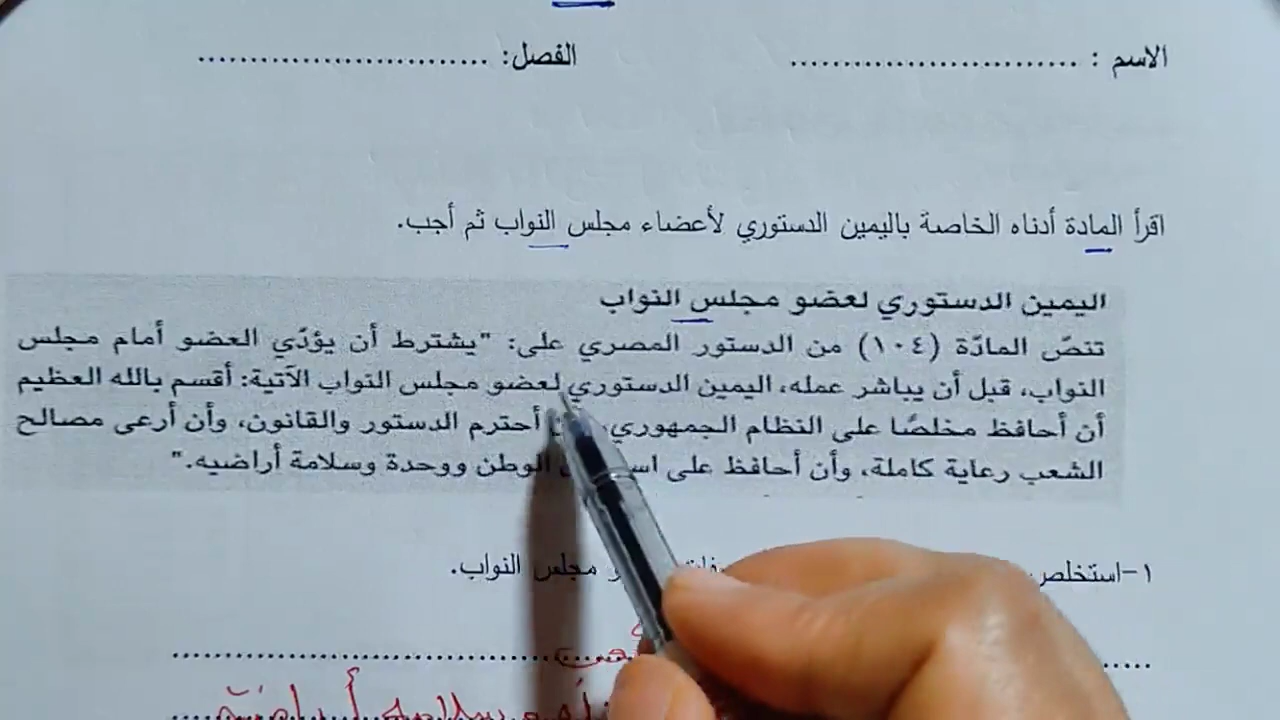 الاسم : ........................... الفصل: ...........................
اقرأ المادة أدناه الخاصة باليمين الدستوري لأعضاء مجلس النواب ثم أجب.
اليمين الدستوري لعضو مجلس النواب
تنصّ المادّة (١٠٤) من الدستور المصري على: "يشترط أن يؤدّي العضو أمام مجلس
النواب، قبل أن يباشر عمله، اليمين الدستوري لعضو مجلس النواب الآتية: أقسم بالله العظيم
أن أحافظ مخلصًا على النظام الجمهوري، أحترم الدستور والقانون، وأن أرعى مصالح
الشعب رعاية كاملة، وأن أحافظ على الوطن ووحدة وسلامة أراضيه."
١-استخلص مجلس النواب.
وسلامة أراضيه